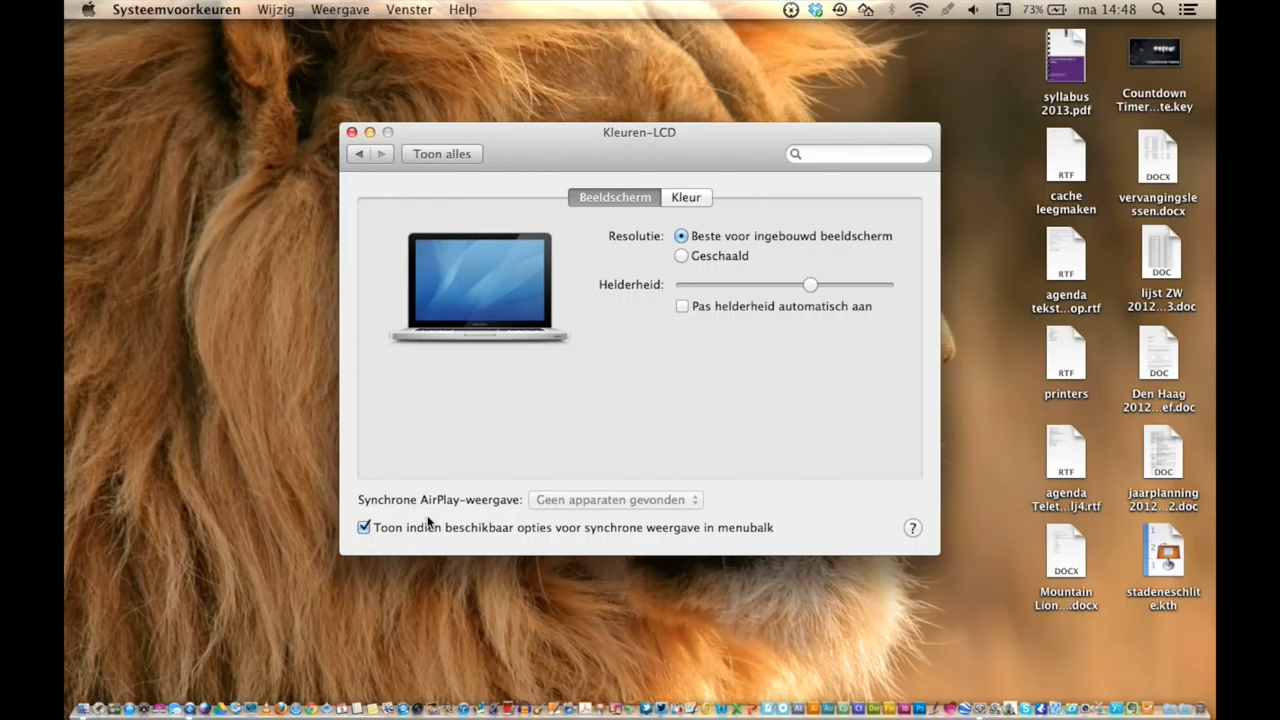 Systeemvoorkeuren Wijzig Weergave Venster Help
73% ma 14:48
Kleuren-LCD
Toon alles
Beeldscherm Kleur
Resolutie: Beste voor ingebouwd beeldscherm
Geschaald
Helderheid:
Pas helderheid automatisch aan
Synchrone AirPlay-weergave: Geen apparaten gevonden
Toon indien beschikbaar opties voor synchrone weergave in menubalk
?
syllabus
2013.pdf
Countdown
Timer...te.key
RTF
cache
leegmaken
DOCX
vervangingsle
ssen.docx
RTF
agenda
tekst...op.rtf
DOC
lijst ZW
2012...3.doc
RTF
printers
DOC
Den Haag
2012...ef.doc
RTF
agenda
Telet...lj4.rtf
DOC
jaarplanning
2012...2.doc
DOCX
Mountain
Lion....docx
1
2
3
stadeneschlit
e.kth